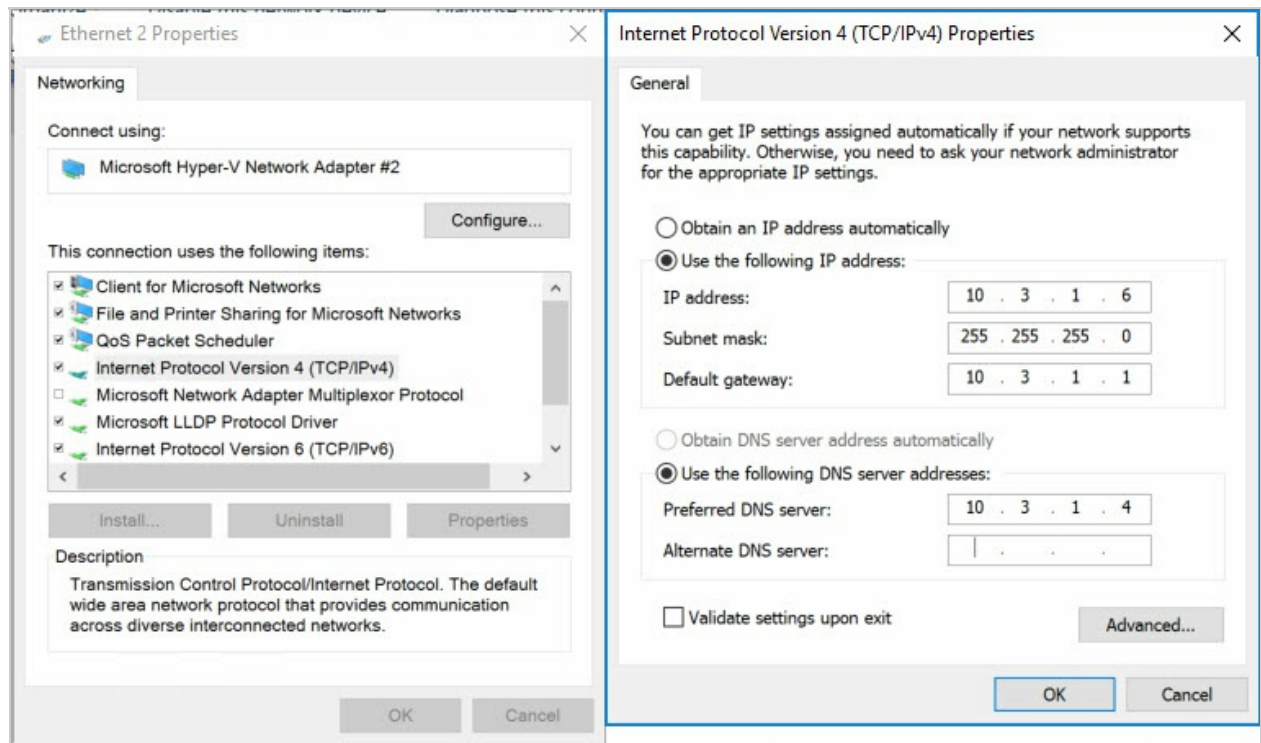 Ethernet 2 Properties
Networking
Connect using:
Microsoft Hyper-V Network Adapter #2
Configure...
This connection uses the following items:
Client for Microsoft Networks
File and Printer Sharing for Microsoft Networks
QoS Packet Scheduler
Internet Protocol Version 4 (TCP/IPv4)
Microsoft Network Adapter Multiplexor Protocol
Microsoft LLDP Protocol Driver
Internet Protocol Version 6 (TCP/IPv6)
Install...
Uninstall
Properties
Description
Transmission Control Protocol/Internet Protocol. The default
wide area network protocol that provides communication
across diverse interconnected networks.
OK
Cancel
Internet Protocol Version 4 (TCP/IPv4) Properties
General
You can get IP settings assigned automatically if your network supports
this capability. Otherwise, you need to ask your network administrator
for the appropriate IP settings.
Obtain an IP address automatically
Use the following IP address:
IP address: 10 . 3 . 1 . 6
Subnet mask: 255 . 255 . 255 . 0
Default gateway: 10 . 3 . 1 . 1
Obtain DNS server address automatically
Use the following DNS server addresses:
Preferred DNS server: 10 . 3 . 1 . 4
Alternate DNS server: . . .
Validate settings upon exit
Advanced...
OK
Cancel